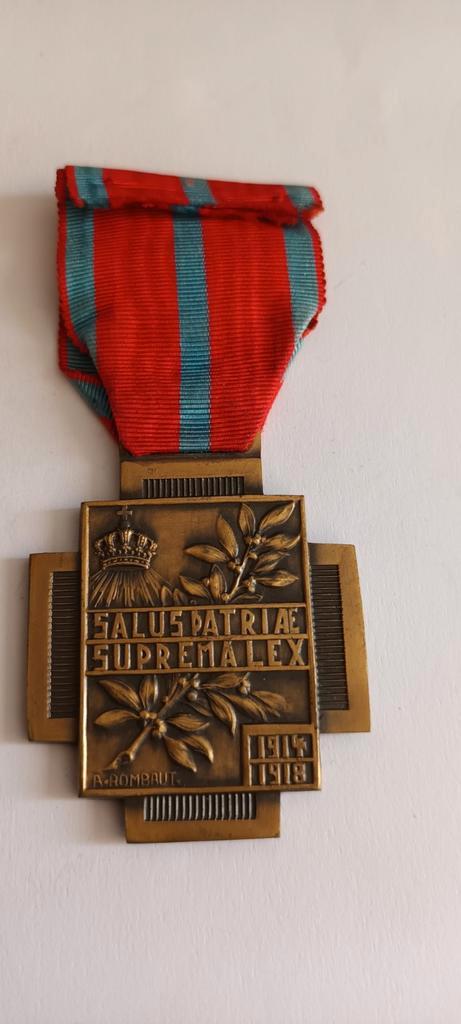 SALUS PATRIÆ
SUPREMA LEX
1914
1918
A. ROMBAUT.